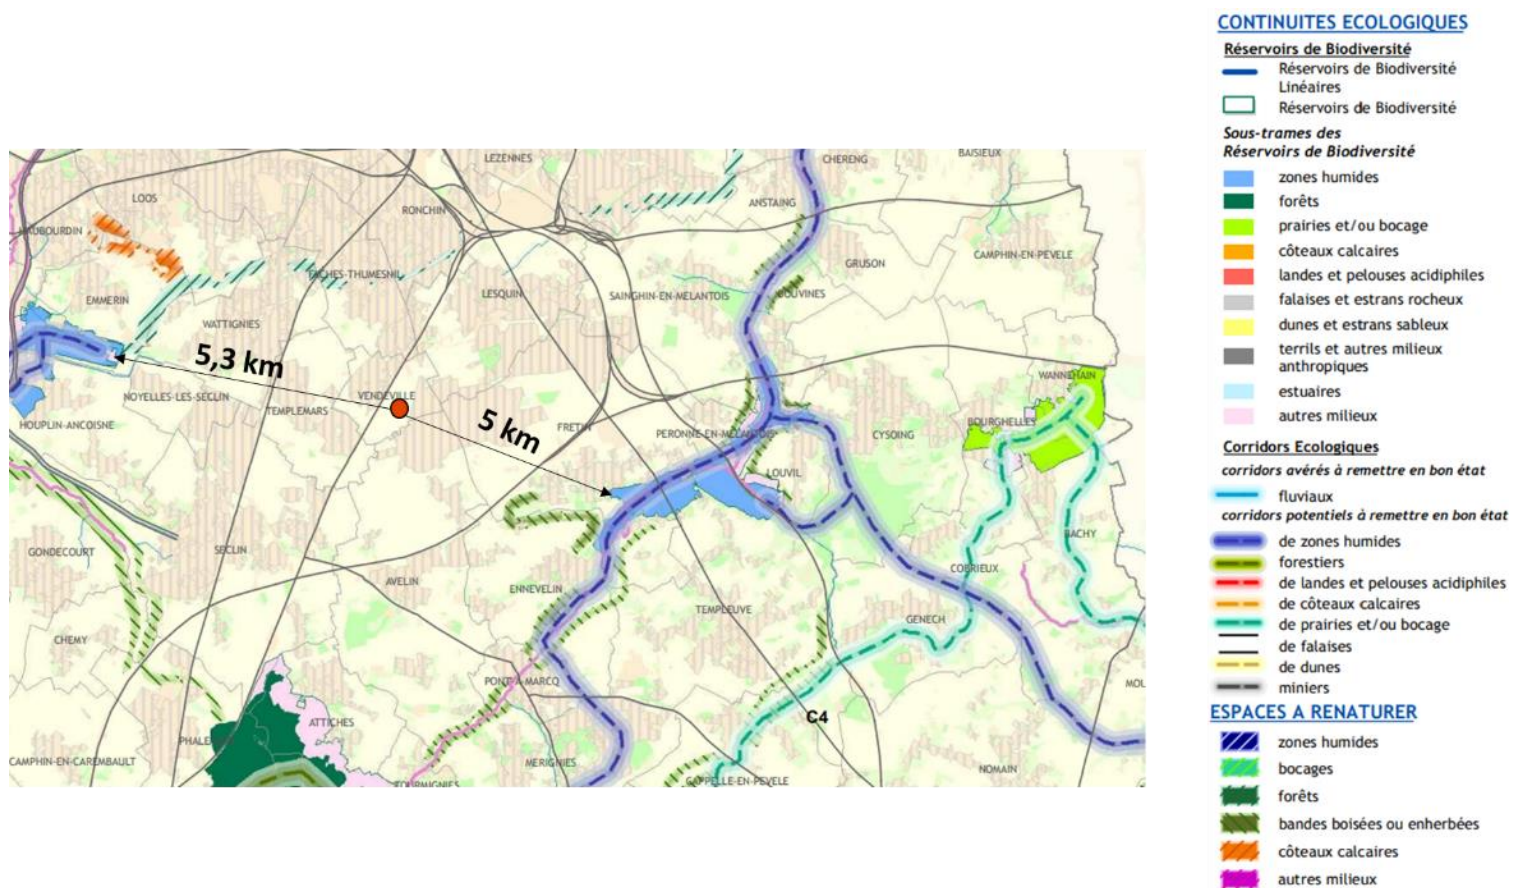 LEZENNES
CHERENG
BAISIEUX
LOOS
RONCHIN
ANSTAING
HAUBOURDIN
GRUSON
CAMPHIN-EN-PEVELE
FACHES-THUMESNIL
EMMERIN
LESQUIN
SAINGHIN-EN-MELANTOIS
BOUVINES
WATTIGNIES
5,3 km
WANNEHAIN
NOYELLES-LES-SECLIN
VENDEVILLE
TEMPLEMARS
HOUPLIN-ANCOISNE
5 km
FRETIN
PERONNE-EN-MELANTOIS
CYSOING
BOURGHELLES
LOUVIL
GONDECOURT
SECLIN
BACHY
AVELIN
ENNEVELIN
COBRIEUX
TEMPLEUVE
GENECH
CHEMY
PONT-A-MARCQ
MOU
ATTICHES
C4
PHALE
CAMPHIN-EN-CAREMBAULT
MERIGNIES
NOMAIN
TOURMIGNIES
CAPPELLE-EN-PEVELE
CONTINUITES ECOLOGIQUES
Réservoirs de Biodiversité
Réservoirs de Biodiversité
Linéaires
Réservoirs de Biodiversité
Sous-trames des
Réservoirs de Biodiversité
zones humides
forêts
prairies et/ou bocage
côteaux calcaires
landes et pelouses acidiphiles
falaises et estrans rocheux
dunes et estrans sableux
terrils et autres milieux
anthropiques
estuaires
autres milieux
Corridors Ecologiques
corridors avérés à remettre en bon état
fluviaux
corridors potentiels à remettre en bon état
de zones humides
forestiers
de landes et pelouses acidiphiles
de côteaux calcaires
de prairies et/ou bocage
de falaises
de dunes
miniers
ESPACES A RENATURER
zones humides
bocages
forêts
bandes boisées ou enherbées
côteaux calcaires
autres milieux